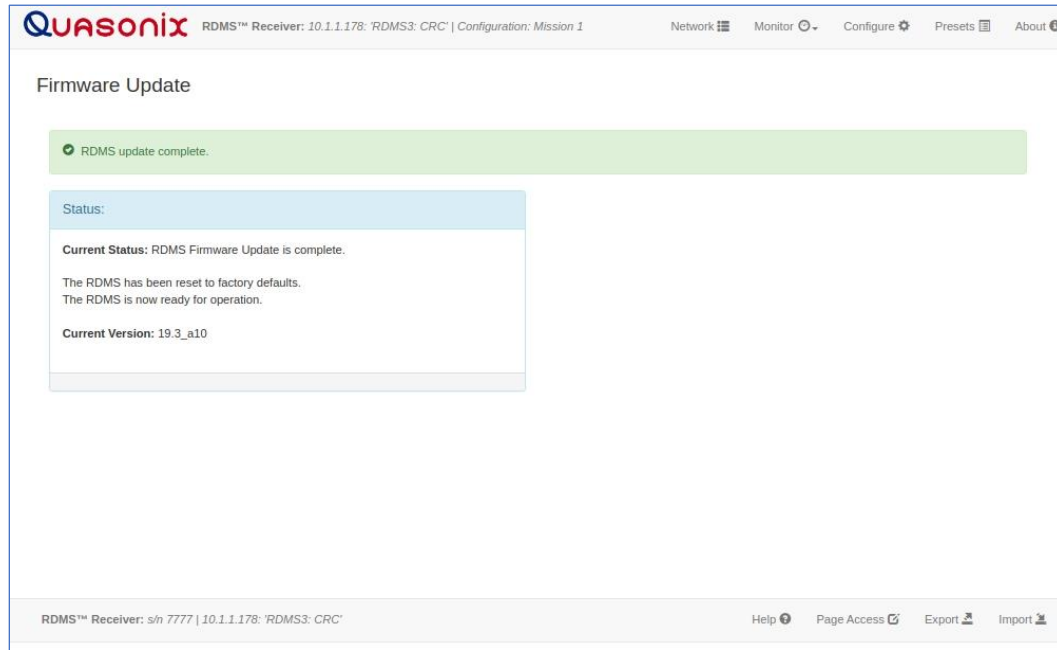 Quasonix RDMS™ Receiver: 10.1.1.178: 'RDMS3: CRC' | Configuration: Mission 1 Network Monitor Configure Presets About
Firmware Update
RDMS update complete.
Status:
Current Status: RDMS Firmware Update is complete.
The RDMS has been reset to factory defaults.
The RDMS is now ready for operation.
Current Version: 19.3_a10
RDMS™ Receiver: s/n 7777 | 10.1.1.178: 'RDMS3: CRC' Help Page Access Export Import